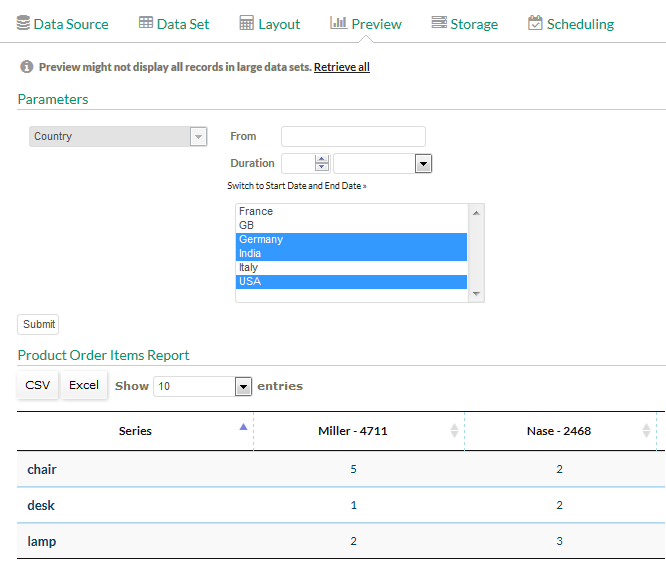 Data Source Data Set Layout Preview Storage Scheduling
Preview might not display all records in large data sets. Retrieve all
Parameters
Country From
Duration
Switch to Start Date and End Date »
France
GB
Germany
India
Italy
USA
Submit
Product Order Items Report
CSV Excel Show 10 entries
Series Miller - 4711 Nase - 2468
chair 5 2
desk 1 2
lamp 2 3